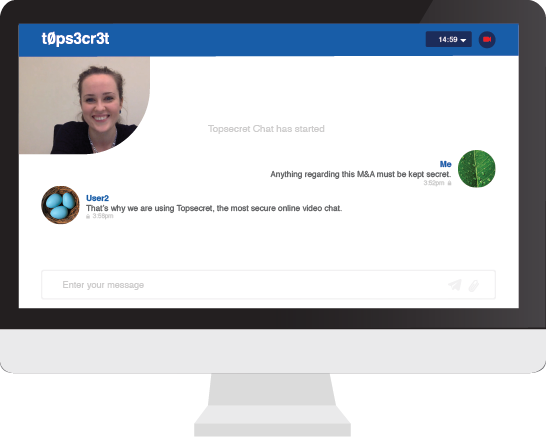 tøps3cr3t
14:59
Topsecret Chat has started
Me
Anything regarding this M&A must be kept secret.
3:52pm
User2
That's why we are using Topsecret, the most secure online video chat.
3:55pm
Enter your message